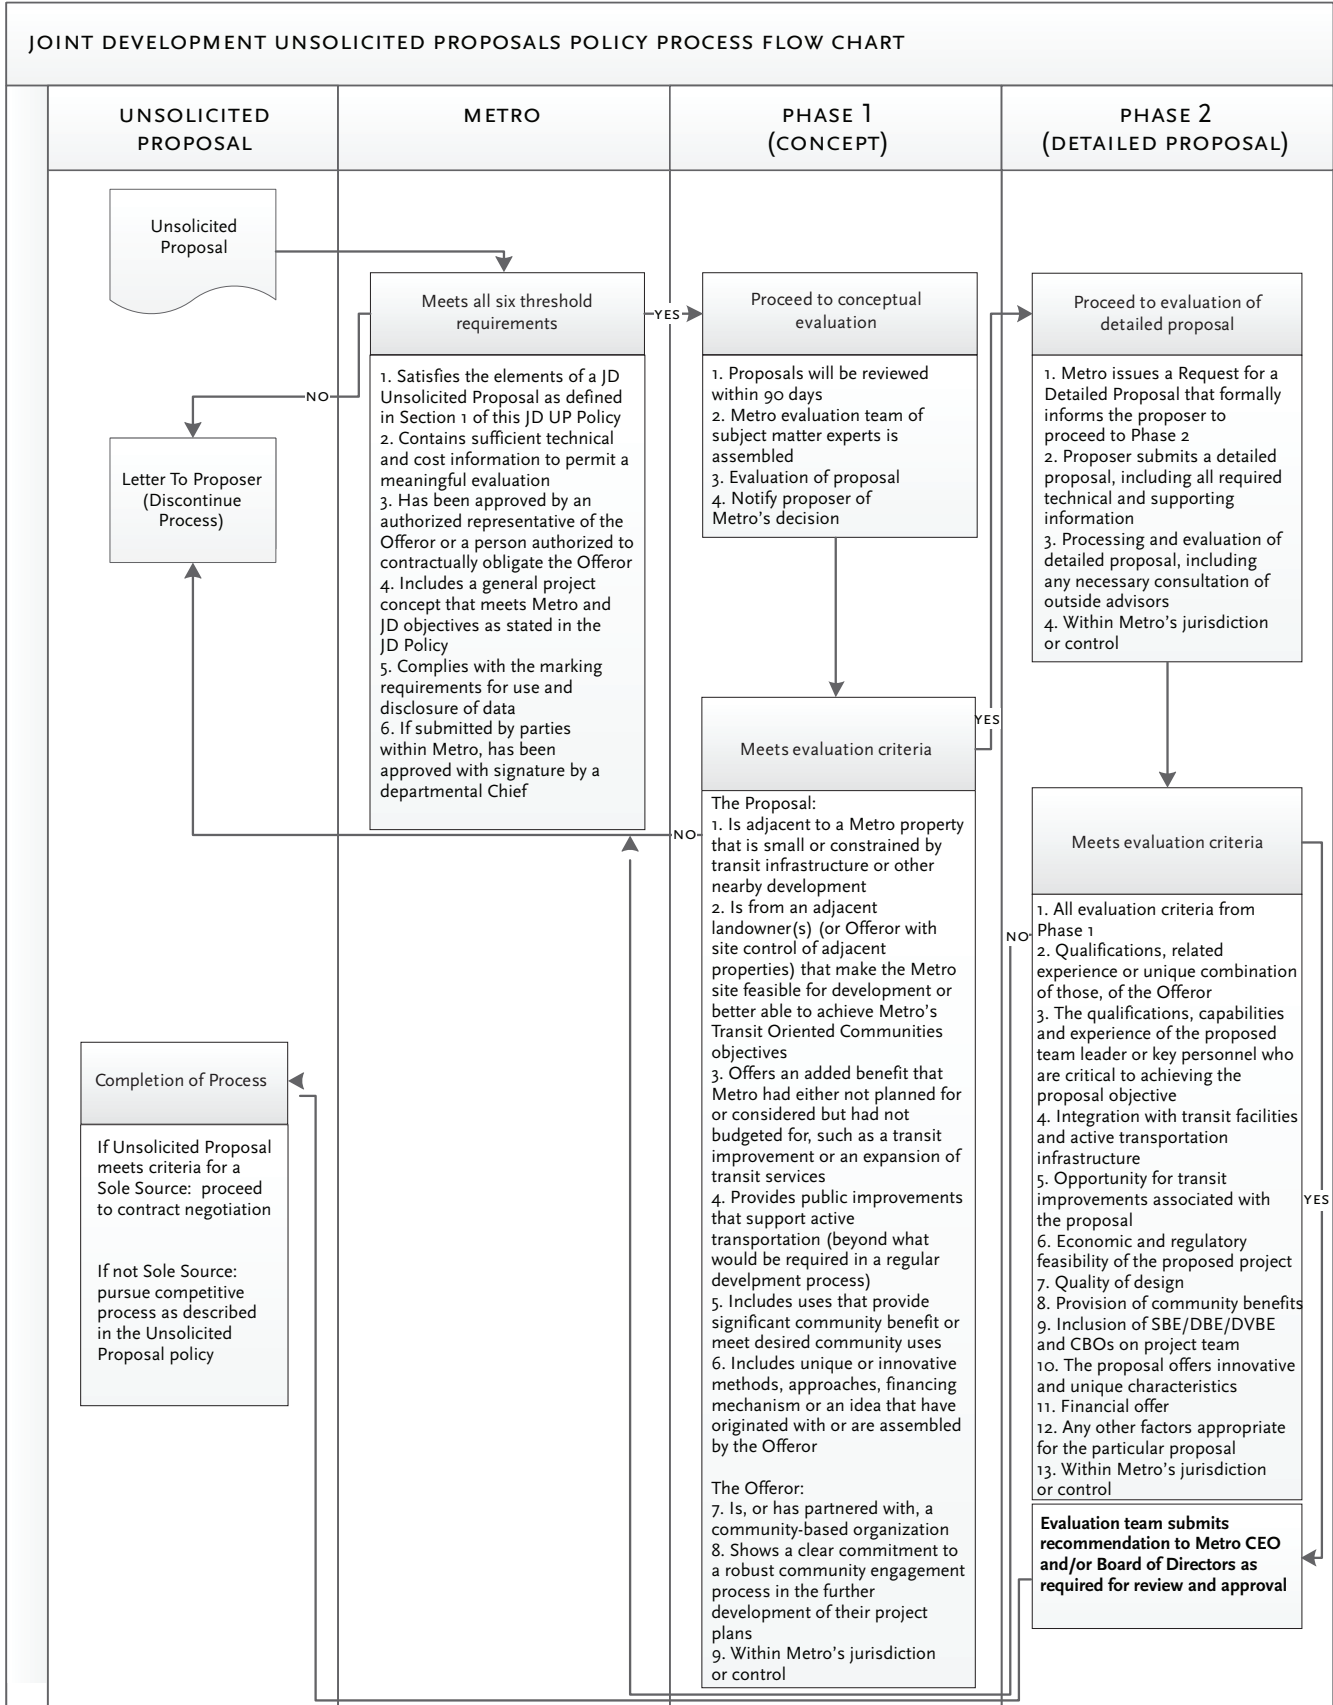 JOINT DEVELOPMENT UNSOLICITED PROPOSALS POLICY PROCESS FLOW CHART
UNSOLICITED
PROPOSAL
METRO
PHASE 1
(CONCEPT)
PHASE 2
(DETAILED PROPOSAL)
Unsolicited
Proposal
Letter To Proposer
(Discontinue
Process)
NO
Completion of Process
If Unsolicited Proposal
meets criteria for a
Sole Source:  proceed
to contract negotiation
If not Sole Source:
pursue competitive
process as described
in the Unsolicited
Proposal policy
Meets all six threshold
requirements
YES
1. Satisfies the elements of a JD
Unsolicited Proposal as defined
in Section 1 of this JD UP Policy
2. Contains sufficient technical
and cost information to permit a
meaningful evaluation
3. Has been approved by an
authorized representative of the
Offeror or a person authorized to
contractually obligate the Offeror
4. Includes a general project
concept that meets Metro and
JD objectives as stated in the
JD Policy
5. Complies with the marking
requirements for use and
disclosure of data
6. If submitted by parties
within Metro, has been
approved with signature by a
departmental Chief
Proceed to conceptual
evaluation
1. Proposals will be reviewed
within 90 days
2. Metro evaluation team of
subject matter experts is
assembled
3. Evaluation of proposal
4. Notify proposer of
Metro's decision
Meets evaluation criteria
YES
NO
The Proposal:
1. Is adjacent to a Metro property
that is small or constrained by
transit infrastructure or other
nearby development
2. Is from an adjacent
landowner(s) (or Offeror with
site control of adjacent
properties) that make the Metro
site feasible for development or
better able to achieve Metro's
Transit Oriented Communities
objectives
3. Offers an added benefit that
Metro had either not planned for
or considered but had not
budgeted for, such as a transit
improvement or an expansion of
transit services
4. Provides public improvements
that support active
transportation (beyond what
would be required in a regular
develpment process)
5. Includes uses that provide
significant community benefit or
meet desired community uses
6. Includes unique or innovative
methods, approaches, financing
mechanism or an idea that have
originated with or are assembled
by the Offeror
The Offeror:
7. Is, or has partnered with, a
community-based organization
8. Shows a clear commitment to
a robust community engagement
process in the further
development of their project
plans
9. Within Metro's jurisdiction
or control
Proceed to evaluation of
detailed proposal
1. Metro issues a Request for a
Detailed Proposal that formally
informs the proposer to
proceed to Phase 2
2. Proposer submits a detailed
proposal, including all required
technical and supporting
information
3. Processing and evaluation of
detailed proposal, including
any necessary consultation of
outside advisors
4. Within Metro's jurisdiction
or control
Meets evaluation criteria
NO
YES
1. All evaluation criteria from
Phase 1
2. Qualifications, related
experience or unique combination
of those, of the Offeror
3. The qualifications, capabilities
and experience of the proposed
team leader or key personnel who
are critical to achieving the
proposal objective
4. Integration with transit facilities
and active transportation
infrastructure
5. Opportunity for transit
improvements associated with
the proposal
6. Economic and regulatory
feasibility of the proposed project
7. Quality of design
8. Provision of community benefits
9. Inclusion of SBE/DBE/DVBE
and CBOs on project team
10. The proposal offers innovative
and unique characteristics
11. Financial offer
12. Any other factors appropriate
for the particular proposal
13. Within Metro's jurisdiction
or control
Evaluation team submits
recommendation to Metro CEO
and/or Board of Directors as
required for review and approval